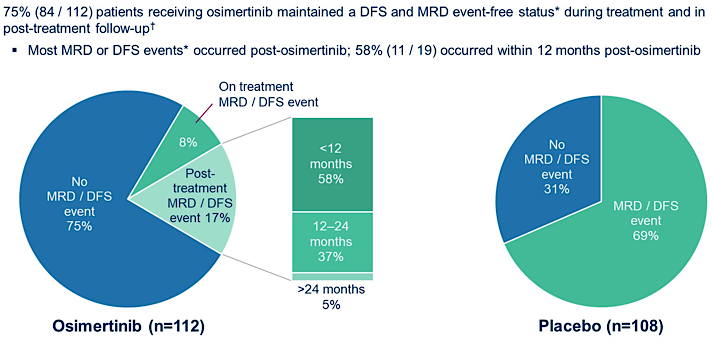 75% (84 / 112) patients receiving osimertinib maintained a DFS and MRD event-free status* during treatment and in
post-treatment follow-up†
▪ Most MRD or DFS events* occurred post-osimertinib; 58% (11 / 19) occurred within 12 months post-osimertinib
On treatment
MRD / DFS event
8%
No
MRD / DFS
event
75%
Post-
treatment
MRD / DFS
event 17%
<12
months
58%
12–24
months
37%
>24 months
5%
Osimertinib (n=112)
No
MRD / DFS
event
31%
MRD / DFS
event
69%
Placebo (n=108)